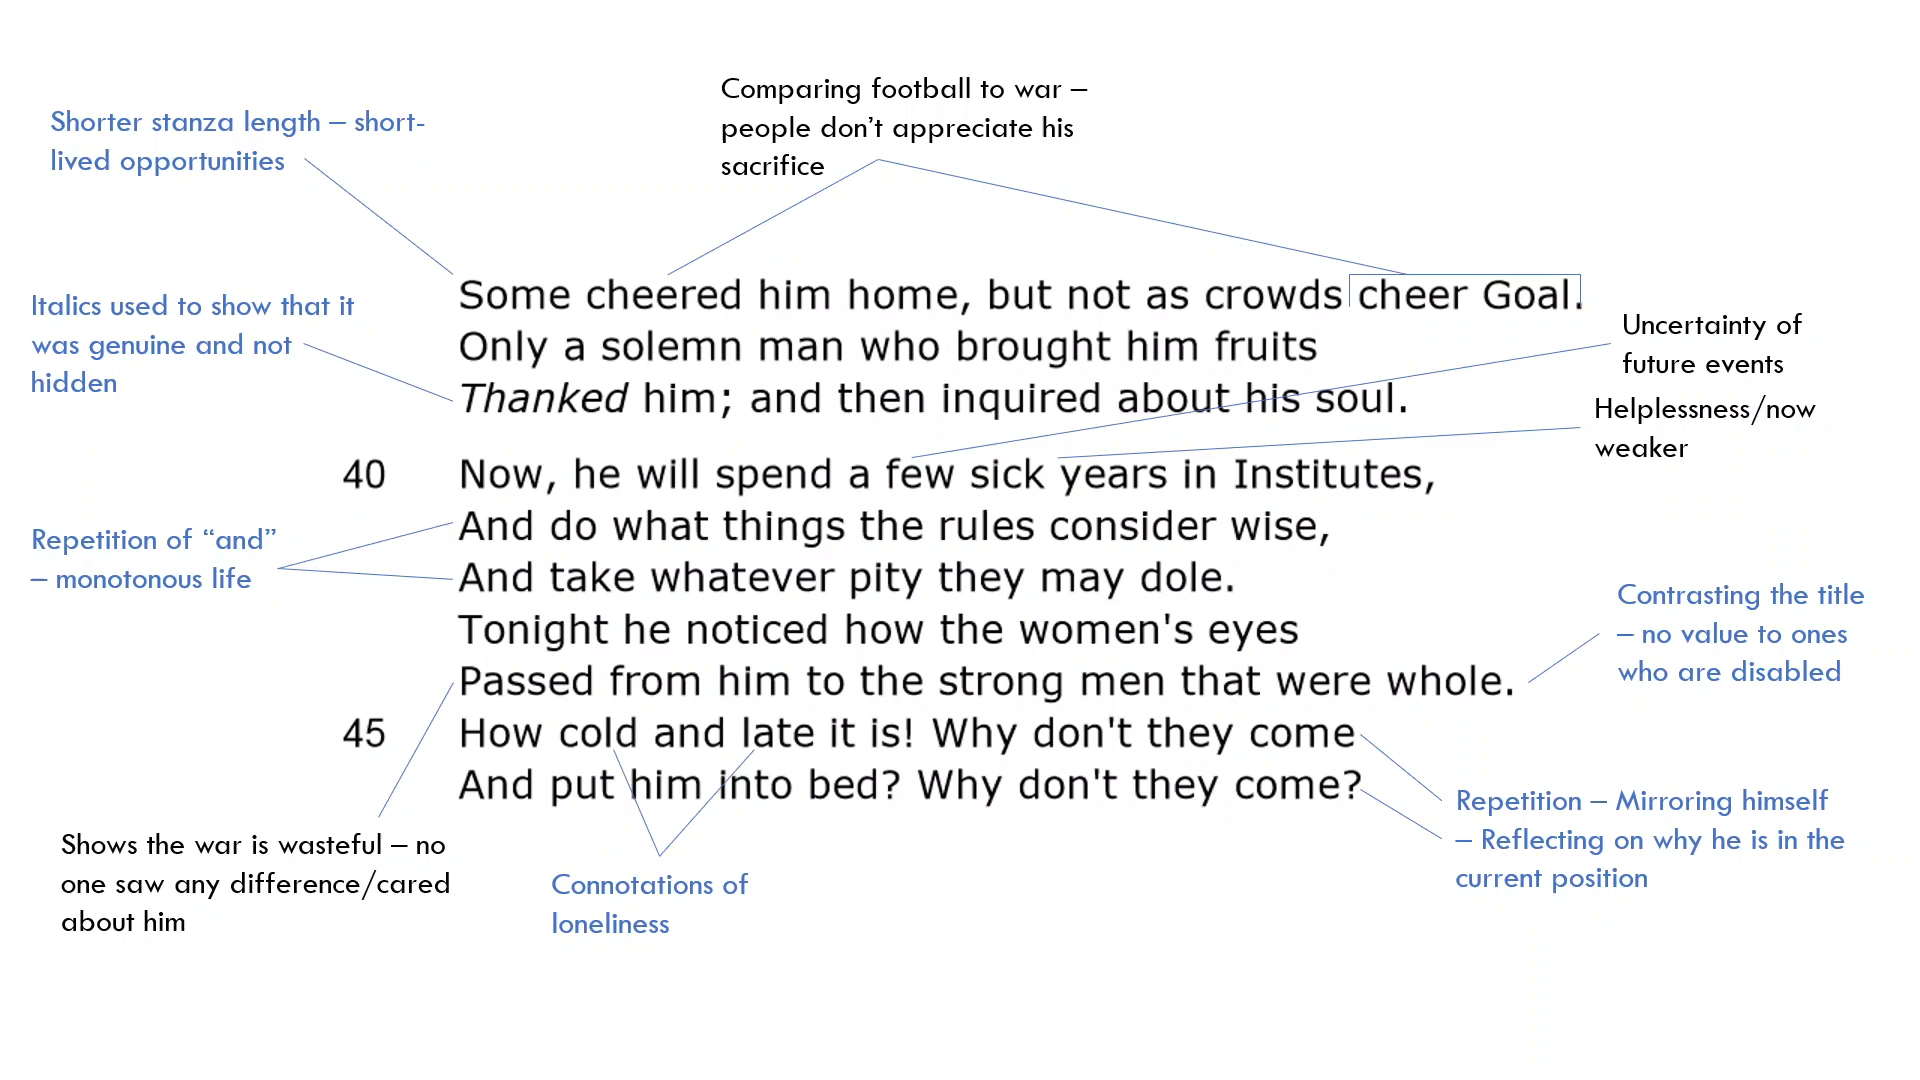 Comparing football to war –
people don’t appreciate his
sacrifice
Shorter stanza length – short-
lived opportunities
Some cheered him home, but not as crowds cheer Goal.
Only a solemn man who brought him fruits
Thanked him; and then inquired about his soul.
Italics used to show that it
was genuine and not
hidden
Uncertainty of
future events
Helplessness/now
weaker
40 Now, he will spend a few sick years in Institutes,
And do what things the rules consider wise,
And take whatever pity they may dole.
Tonight he noticed how the women's eyes
Passed from him to the strong men that were whole.
45 How cold and late it is! Why don't they come
And put him into bed? Why don't they come?
Repetition of “and”
– monotonous life
Contrasting the title
– no value to ones
who are disabled
Repetition – Mirroring himself
– Reflecting on why he is in the
current position
Shows the war is wasteful – no
one saw any difference/cared
about him
Connotations of
loneliness